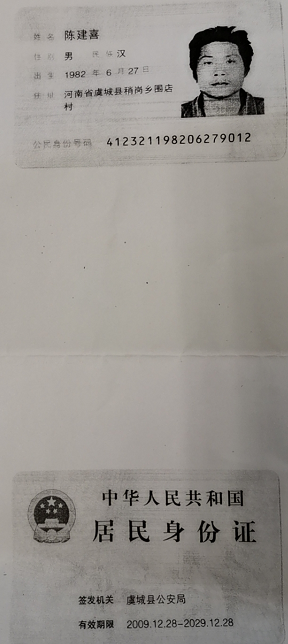 姓名 陈建喜
性别 男 民族 汉
出生 1982 年 6 月 27 日
住址 河南省虞城县稍岗乡围店
村
公民身份号码 412321198206279012
中华人民共和国
居民身份证
签发机关 虞城县公安局
有效期限 2009.12.28-2029.12.28